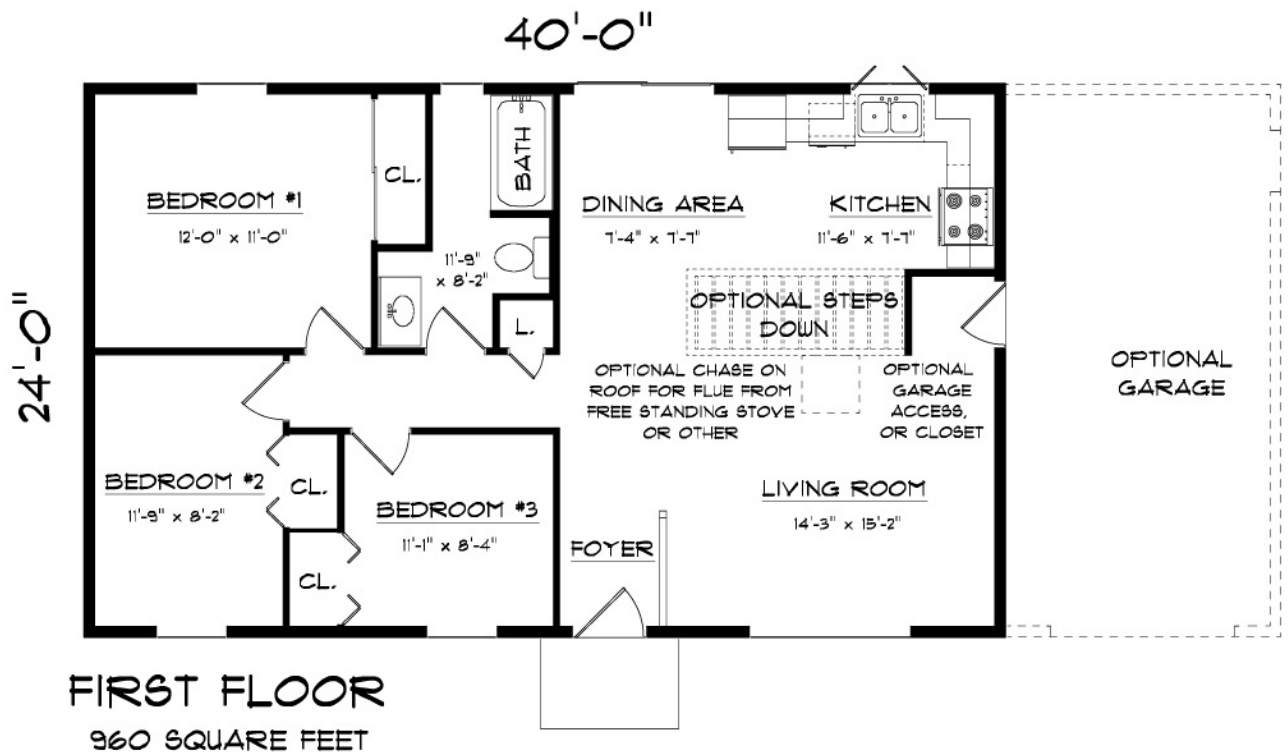 40'-0"
24'-0"
BEDROOM #1
12'-0" x 11'-0"
CL.
BATH
11'-9"
x 8'-2"
L.
DINING AREA
7'-4" x 7'-7"
KITCHEN
11'-6" x 7'-7"
OPTIONAL STEPS
DOWN
OPTIONAL CHASE ON
ROOF FOR FLUE FROM
FREE STANDING STOVE
OR OTHER
OPTIONAL
GARAGE
ACCESS,
OR CLOSET
OPTIONAL
GARAGE
BEDROOM #2
11'-9" x 8'-2"
CL.
CL.
BEDROOM #3
11'-1" x 8'-4"
FOYER
LIVING ROOM
14'-3" x 15'-2"
FIRST FLOOR
960 SQUARE FEET